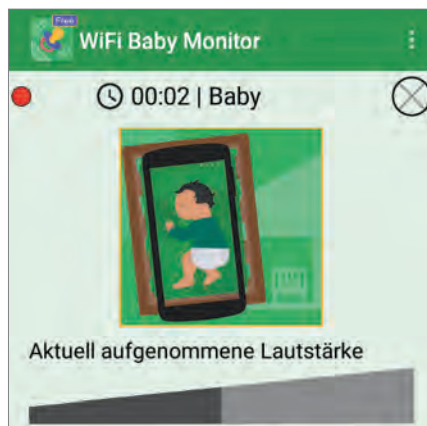 Free
WiFi Baby Monitor
00:02 | Baby
Aktuell aufgenommene Lautstärke